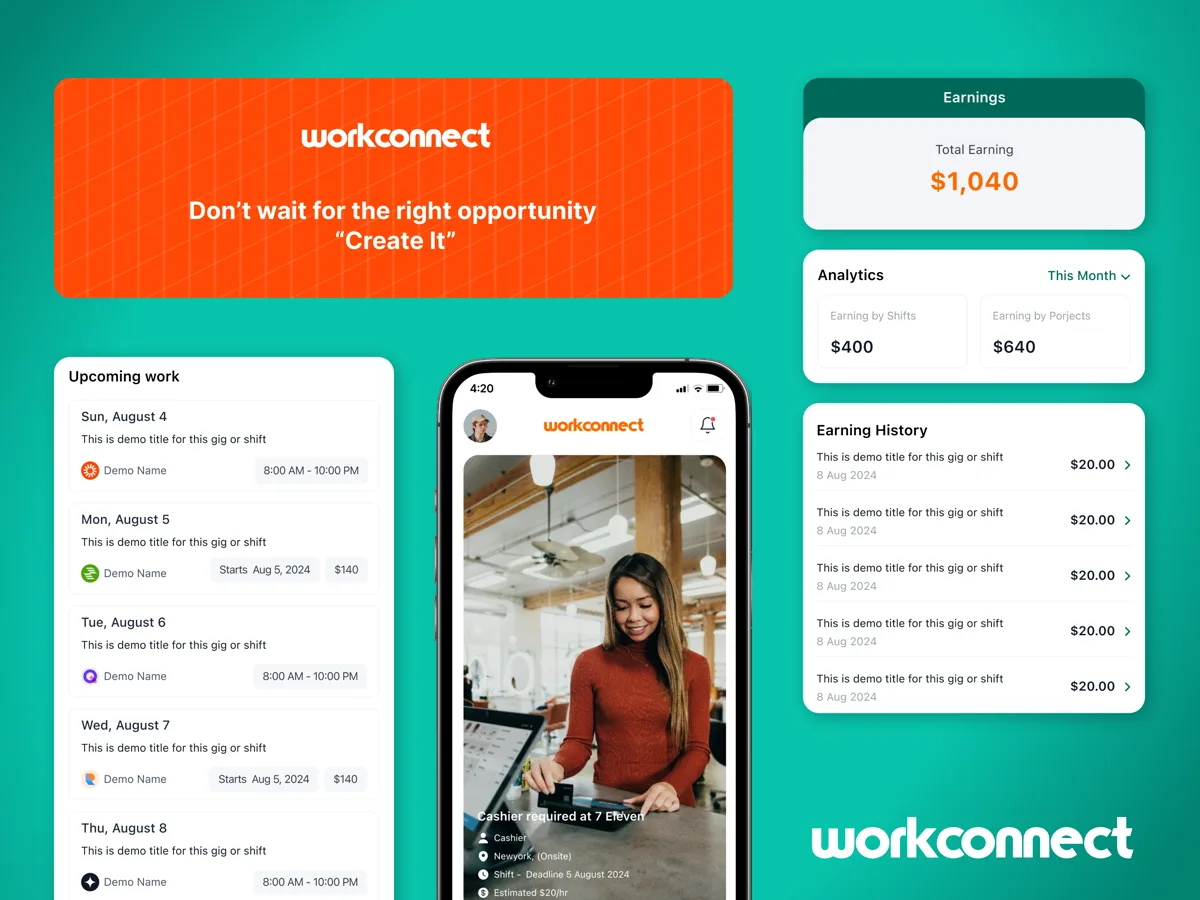 workconnect
Don’t wait for the right opportunity
“Create It”
Earnings
Total Earning
$1,040
Analytics
This Month
Earning by Shifts
Earning by Porjects
$400
$640
Earning History
This is demo title for this gig or shift
8 Aug 2024
$20.00
This is demo title for this gig or shift
8 Aug 2024
$20.00
This is demo title for this gig or shift
8 Aug 2024
$20.00
This is demo title for this gig or shift
8 Aug 2024
$20.00
This is demo title for this gig or shift
8 Aug 2024
$20.00
Upcoming work
Sun, August 4
This is demo title for this gig or shift
Demo Name
8:00 AM - 10:00 PM
Mon, August 5
This is demo title for this gig or shift
Demo Name
Starts Aug 5, 2024
$140
Tue, August 6
This is demo title for this gig or shift
Demo Name
8:00 AM - 10:00 PM
Wed, August 7
This is demo title for this gig or shift
Demo Name
Starts Aug 5, 2024
$140
Thu, August 8
This is demo title for this gig or shift
Demo Name
8:00 AM - 10:00 PM
4:20
workconnect
Cashier required at 7 Eleven
Cashier
Newyork, (Onsite)
Shift - Deadline 5 August 2024
Estimated $20/hr
workconnect